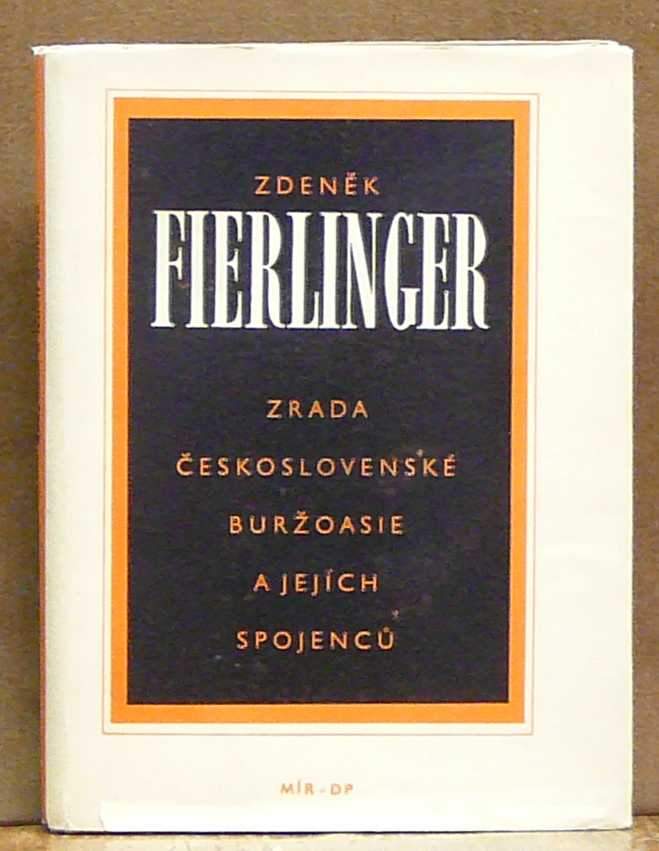 ZDENĚK
FIERLINGER
ZRADA
ČESKOSLOVENSKÉ
BURŽOASIE
A JEJÍCH
SPOJENCŮ
MÍR-DP